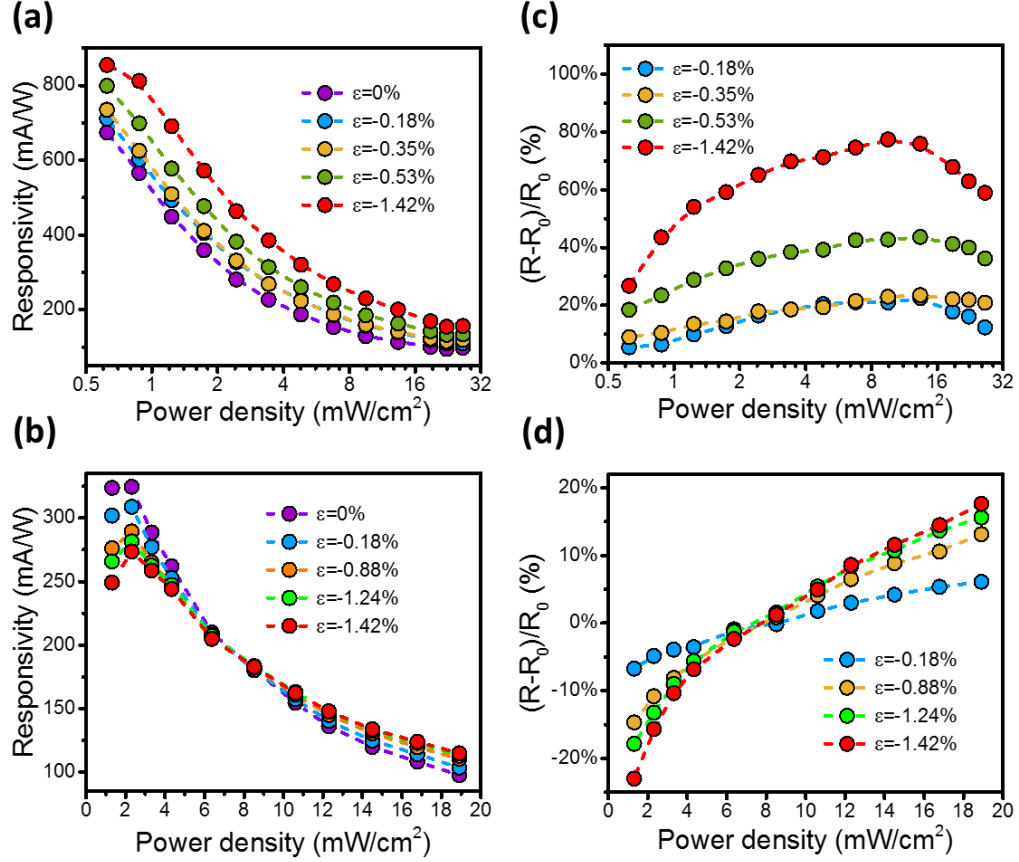 (a)
Responsivity (mA/W)
800
600
400
200
ε=0%
ε=-0.18%
ε=-0.35%
ε=-0.53%
ε=-1.42%
0.5 1 2 4 8 16 32
Power density (mW/cm²)
(c)
(R-R₀)/R₀ (%)
100%
80%
60%
40%
20%
0%
ε=-0.18%
ε=-0.35%
ε=-0.53%
ε=-1.42%
0.5 1 2 4 8 16 32
Power density (mW/cm²)
(b)
Responsivity (mA/W)
300
250
200
150
100
ε=0%
ε=-0.18%
ε=-0.88%
ε=-1.24%
ε=-1.42%
0 2 4 6 8 10 12 14 16 18 20
Power density (mW/cm²)
(d)
(R-R₀)/R₀ (%)
20%
10%
0%
-10%
-20%
ε=-0.18%
ε=-0.88%
ε=-1.24%
ε=-1.42%
0 2 4 6 8 10 12 14 16 18 20
Power density (mW/cm²)